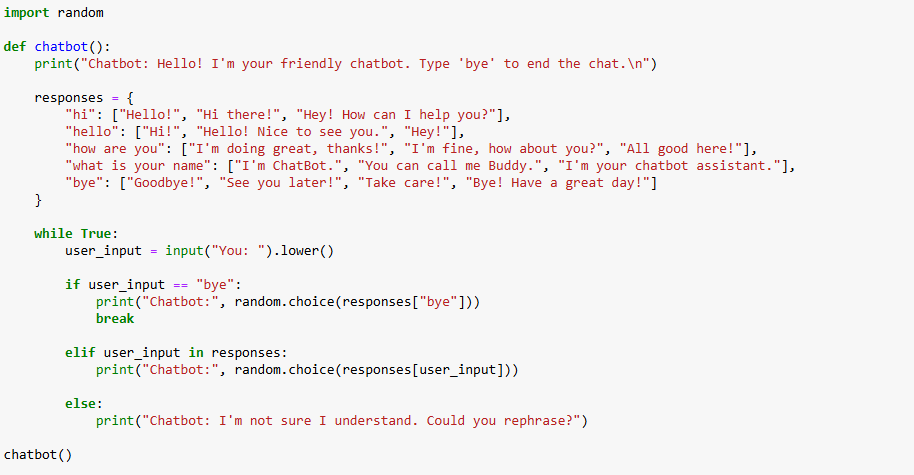 import random

def chatbot():
    print("Chatbot: Hello! I'm your friendly chatbot. Type 'bye' to end the chat.\n")

    responses = {
        "hi": ["Hello!", "Hi there!", "Hey! How can I help you?"],
        "hello": ["Hi!", "Hello! Nice to see you.", "Hey!"],
        "how are you": ["I'm doing great, thanks!", "I'm fine, how about you?", "All good here!"],
        "what is your name": ["I'm ChatBot.", "You can call me Buddy.", "I'm your chatbot assistant."],
        "bye": ["Goodbye!", "See you later!", "Take care!", "Bye! Have a great day!"]
    }

    while True:
        user_input = input("You: ").lower()

        if user_input == "bye":
            print("Chatbot:", random.choice(responses["bye"]))
            break

        elif user_input in responses:
            print("Chatbot:", random.choice(responses[user_input]))

        else:
            print("Chatbot: I'm not sure I understand. Could you rephrase?")

chatbot()